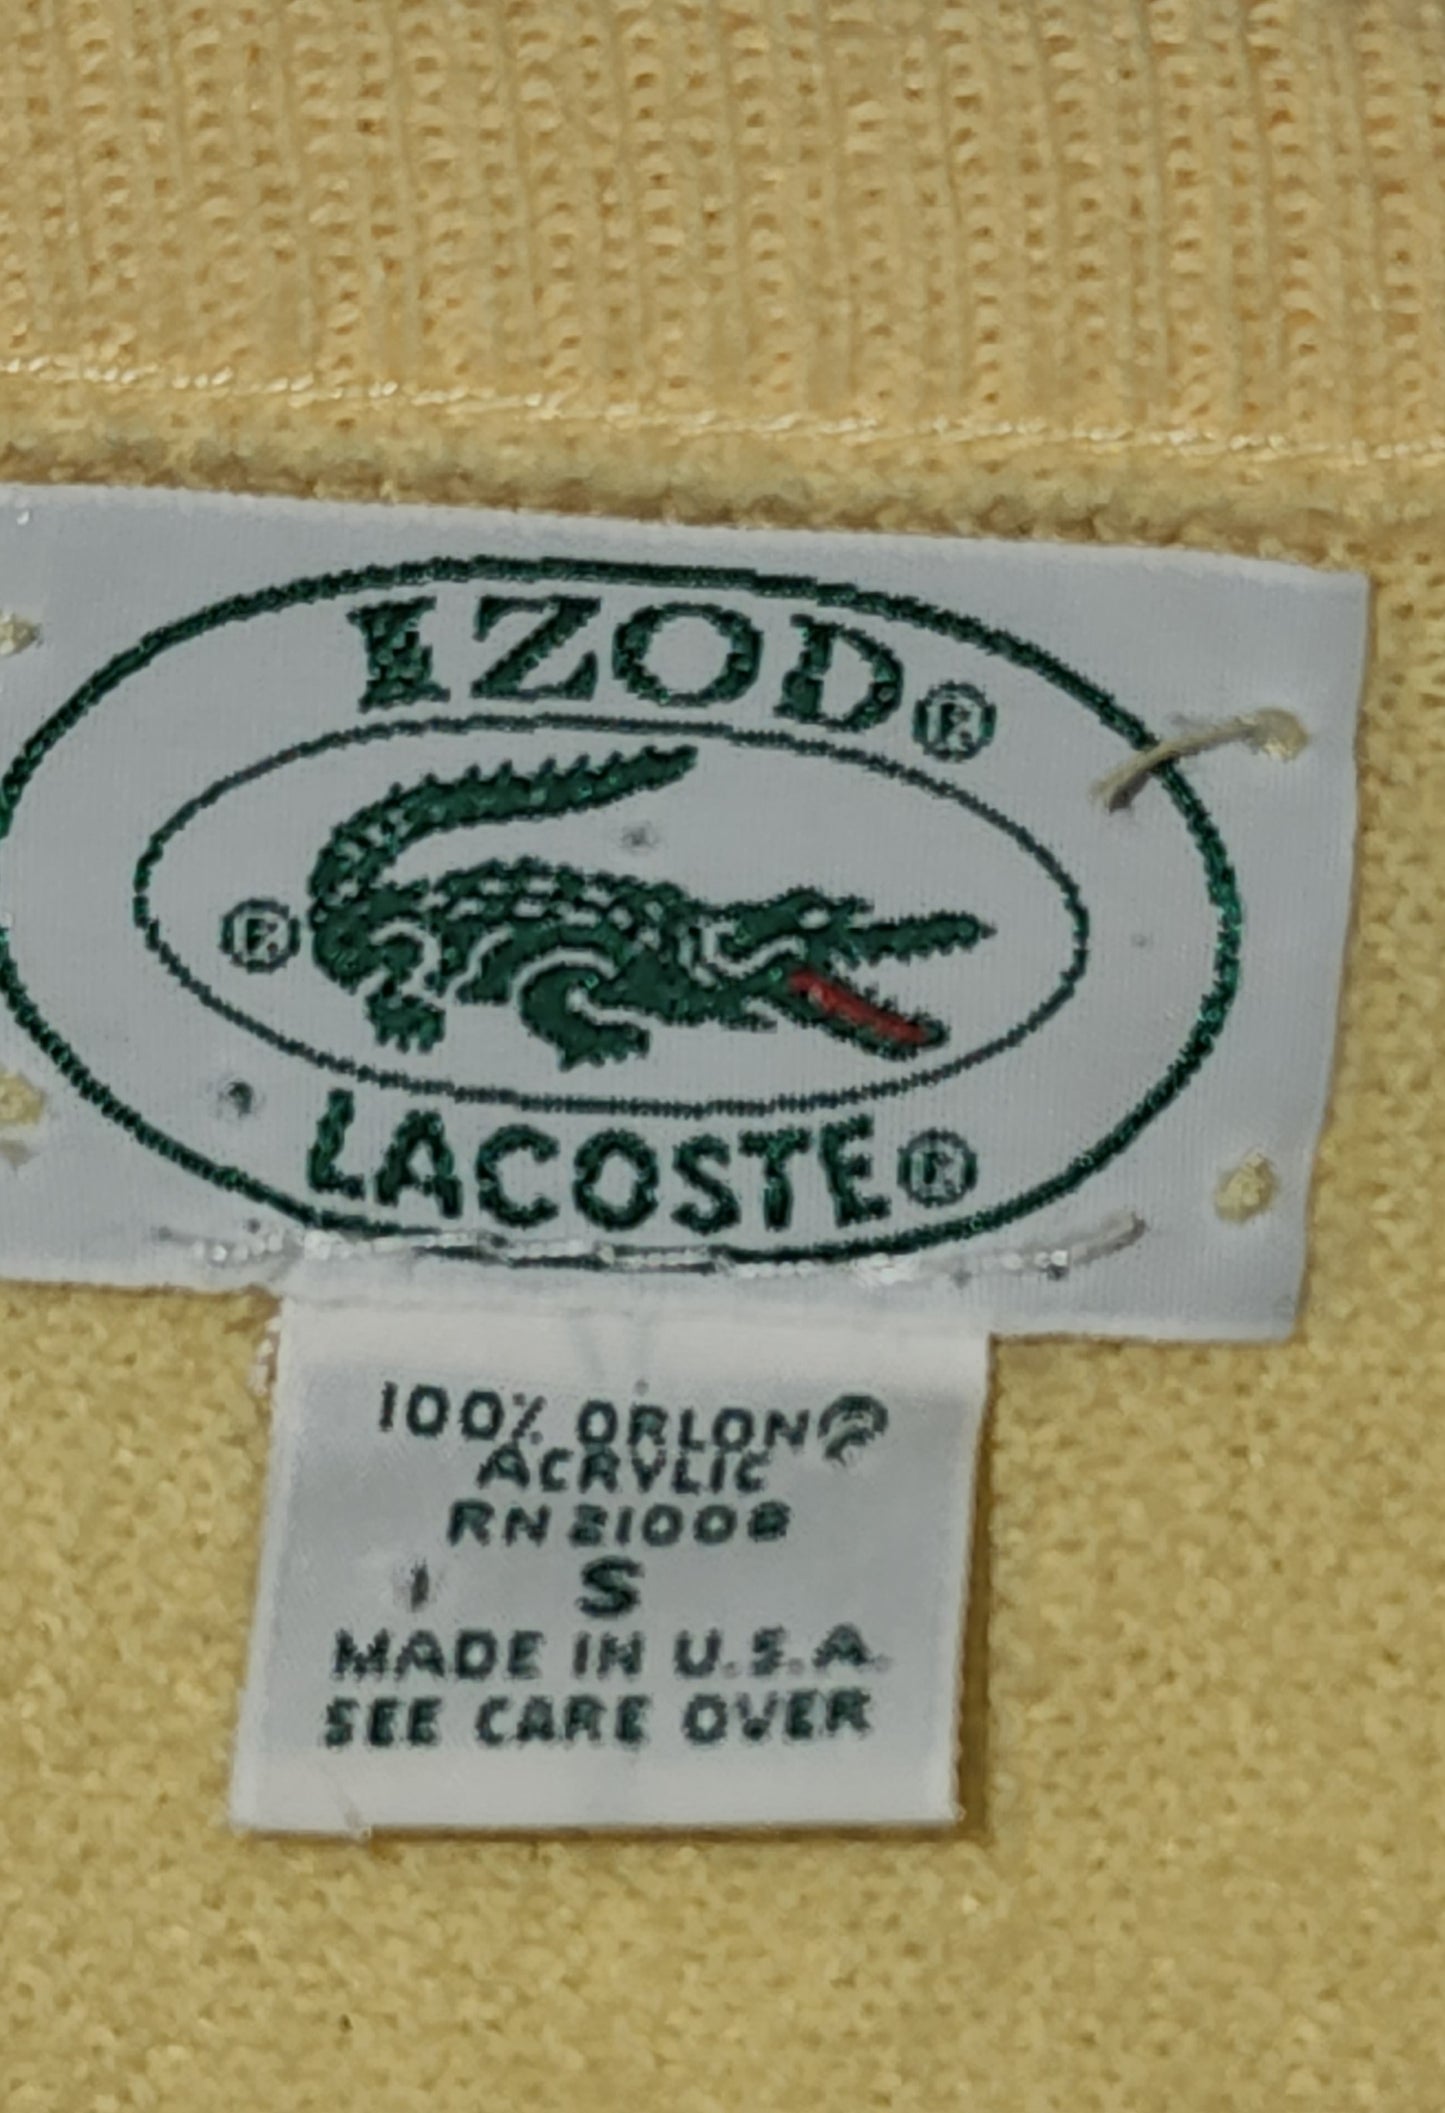 IZOD®
®
LACOSTE®
100% ORLON®
ACRYLIC
RN 21008
S
MADE IN U.S.A.
SEE CARE OVER